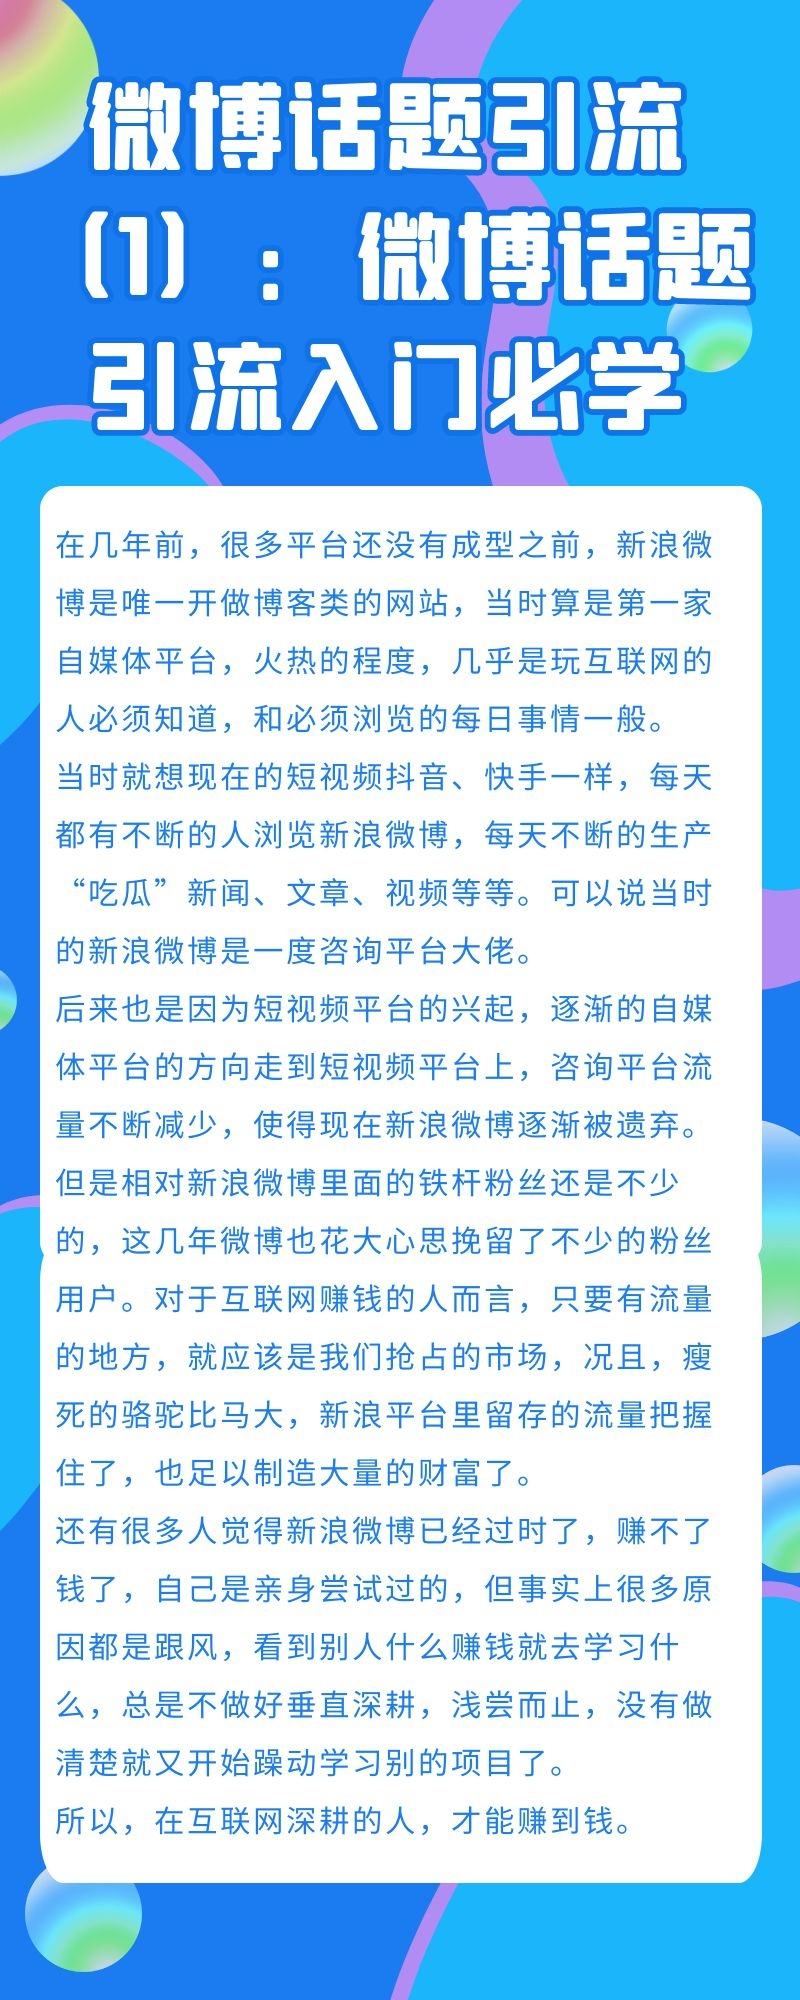 微博话题引流
(1)：微博话题
引流入门必学
在几年前，很多平台还没有成型之前，新浪微
博是唯一开做博客类的网站，当时算是第一家
自媒体平台，火热的程度，几乎是玩互联网的
人必须知道，和必须浏览的每日事情一般。
当时就想现在的短视频抖音、快手一样，每天
都有不断的人浏览新浪微博，每天不断的生产
“吃瓜”新闻、文章、视频等等。可以说当时
的新浪微博是一度咨询平台大佬。
后来也是因为短视频平台的兴起，逐渐的自媒
体平台的方向走到短视频平台上，咨询平台流
量不断减少，使得现在新浪微博逐渐被遗弃。
但是相对新浪微博里面的铁杆粉丝还是不少
的，这几年微博也花大心思挽留了不少的粉丝
用户。对于互联网赚钱的人而言，只要有流量
的地方，就应该是我们抢占的市场，况且，瘦
死的骆驼比马大，新浪平台里留存的流量把握
住了，也足以制造大量的财富了。
还有很多人觉得新浪微博已经过时了，赚不了
钱了，自己是亲身尝试过的，但事实上很多原
因都是跟风，看到别人什么赚钱就去学习什
么，总是不做好垂直深耕，浅尝而止，没有做
清楚就又开始躁动学习别的项目了。
所以，在互联网深耕的人，才能赚到钱。